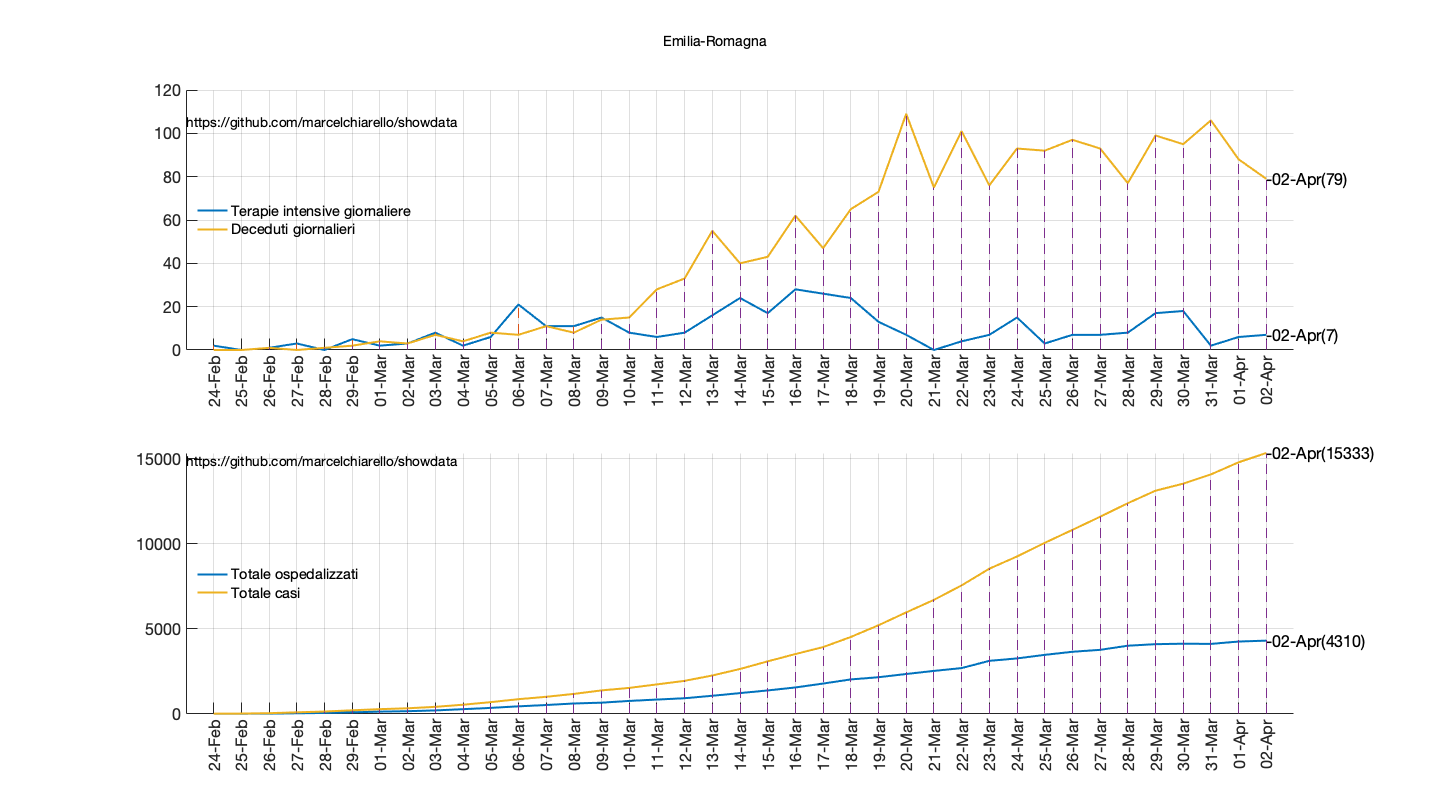 Emilia-Romagna
120
https://github.com/marcelchiarello/showdata
100
80
-02-Apr(79)
Terapie intensive giornaliere
60
Deceduti giornalieri
40
20
-02-Apr(7)
0
24-Feb
25-Feb
26-Feb
27-Feb
28-Feb
29-Feb
01-Mar
02-Mar
03-Mar
04-Mar
05-Mar
06-Mar
07-Mar
08-Mar
09-Mar
10-Mar
11-Mar
12-Mar
13-Mar
14-Mar
15-Mar
16-Mar
17-Mar
18-Mar
19-Mar
20-Mar
21-Mar
22-Mar
23-Mar
24-Mar
25-Mar
26-Mar
27-Mar
28-Mar
29-Mar
30-Mar
31-Mar
01-Apr
02-Apr
-02-Apr(15333)
15000
https://github.com/marcelchiarello/showdata
10000
Totale ospedalizzati
Totale casi
5000
-02-Apr(4310)
0
24-Feb
25-Feb
26-Feb
27-Feb
28-Feb
29-Feb
01-Mar
02-Mar
03-Mar
04-Mar
05-Mar
06-Mar
07-Mar
08-Mar
09-Mar
10-Mar
11-Mar
12-Mar
13-Mar
14-Mar
15-Mar
16-Mar
17-Mar
18-Mar
19-Mar
20-Mar
21-Mar
22-Mar
23-Mar
24-Mar
25-Mar
26-Mar
27-Mar
28-Mar
29-Mar
30-Mar
31-Mar
01-Apr
02-Apr